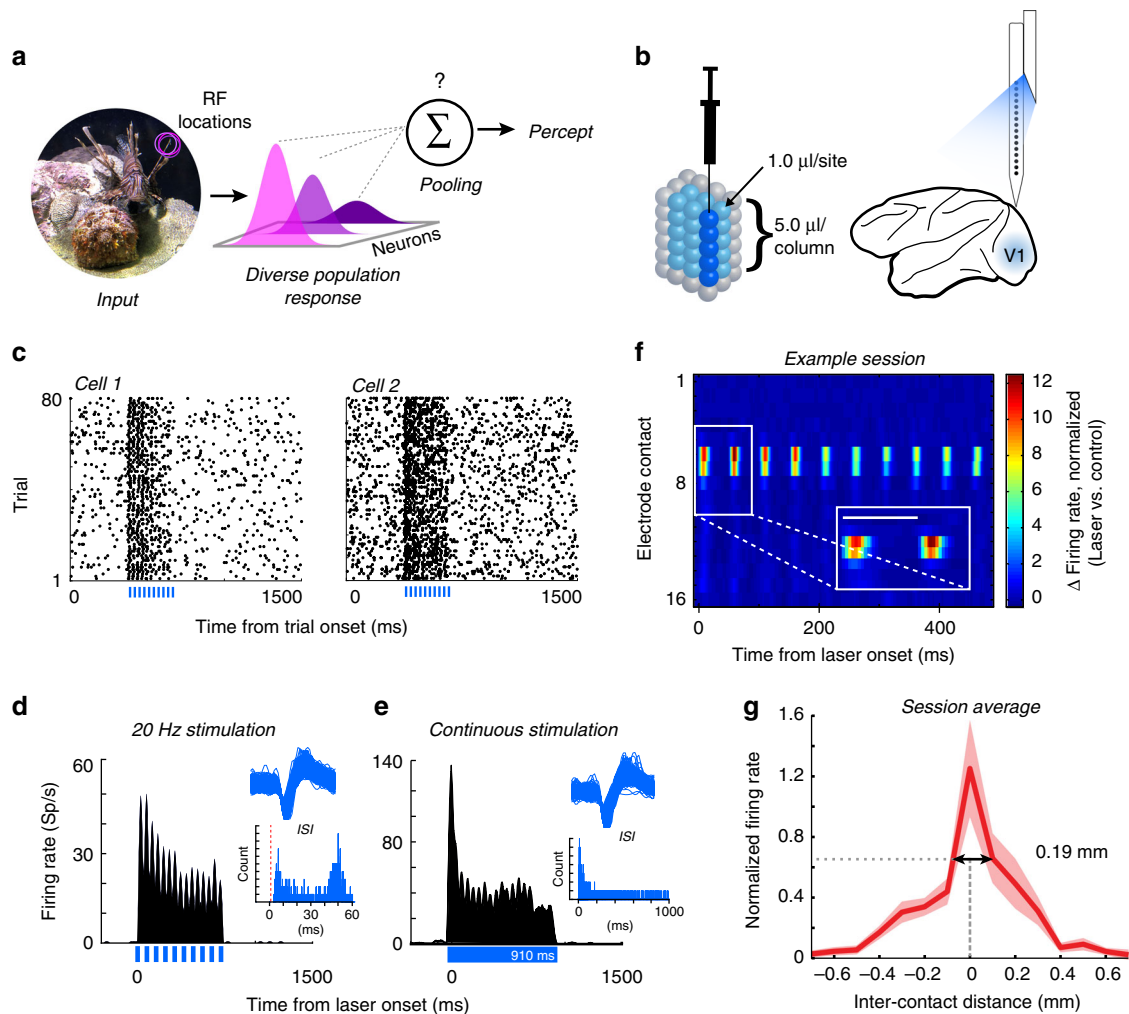 a
RF
locations
Input
Diverse population
response
Neurons
?
Σ
Pooling
Percept
b
1.0 μl/site
5.0 μl/
column
V1
c
Cell 1
Cell 2
80
Trial
1
0
1500
0
1500
Time from trial onset (ms)
f
Example session
1
8
16
Electrode contact
0
200
400
Time from laser onset (ms)
12
10
8
6
4
2
0
Δ Firing rate, normalized
(Laser vs. control)
d
20 Hz stimulation
60
30
0
Firing rate (Sp/s)
ISI
Count
0
30
60
(ms)
0
1500
e
Continuous stimulation
140
80
0
ISI
Count
0
1000
(ms)
910 ms
0
1500
Time from laser onset (ms)
g
Session average
1.6
1.2
0.8
0.4
0
Normalized firing rate
0.19 mm
−0.6
−0.4
−0.2
0
0.2
0.4
0.6
Inter-contact distance (mm)